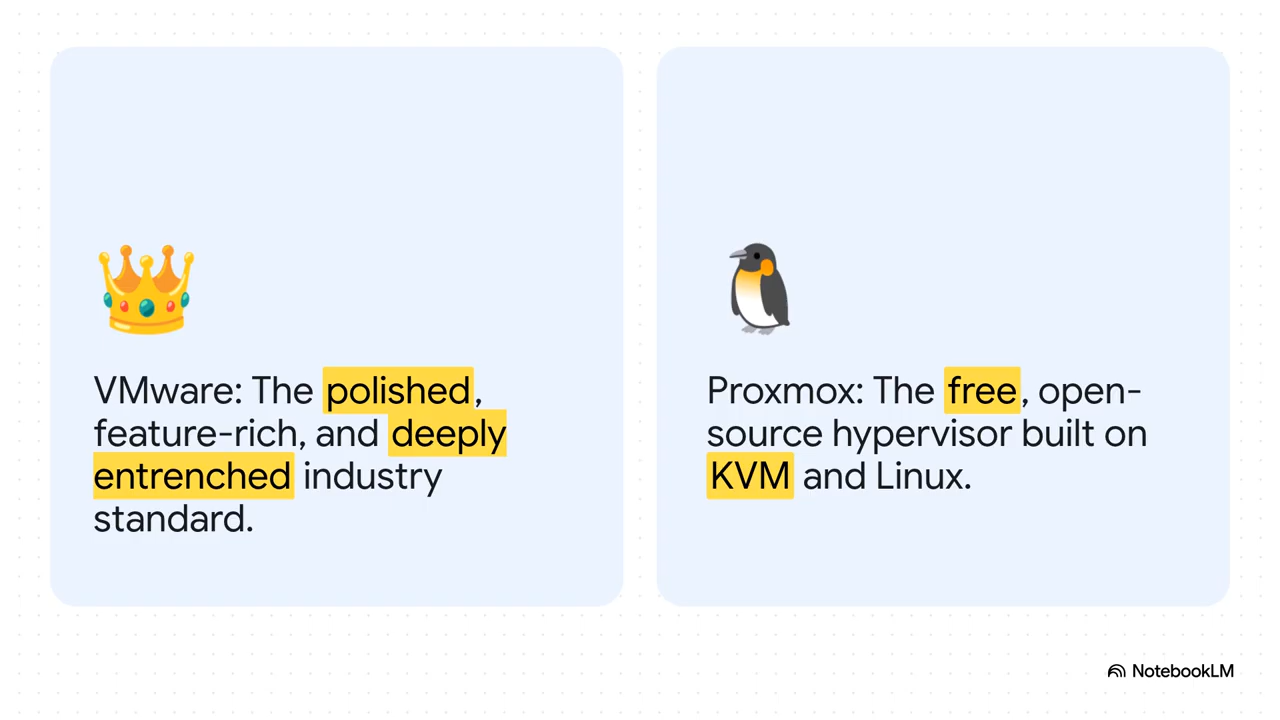 VMware: The polished,
feature-rich, and deeply
entrenched industry
standard.
Proxmox: The free, open-
source hypervisor built on
KVM and Linux.
NotebookLM